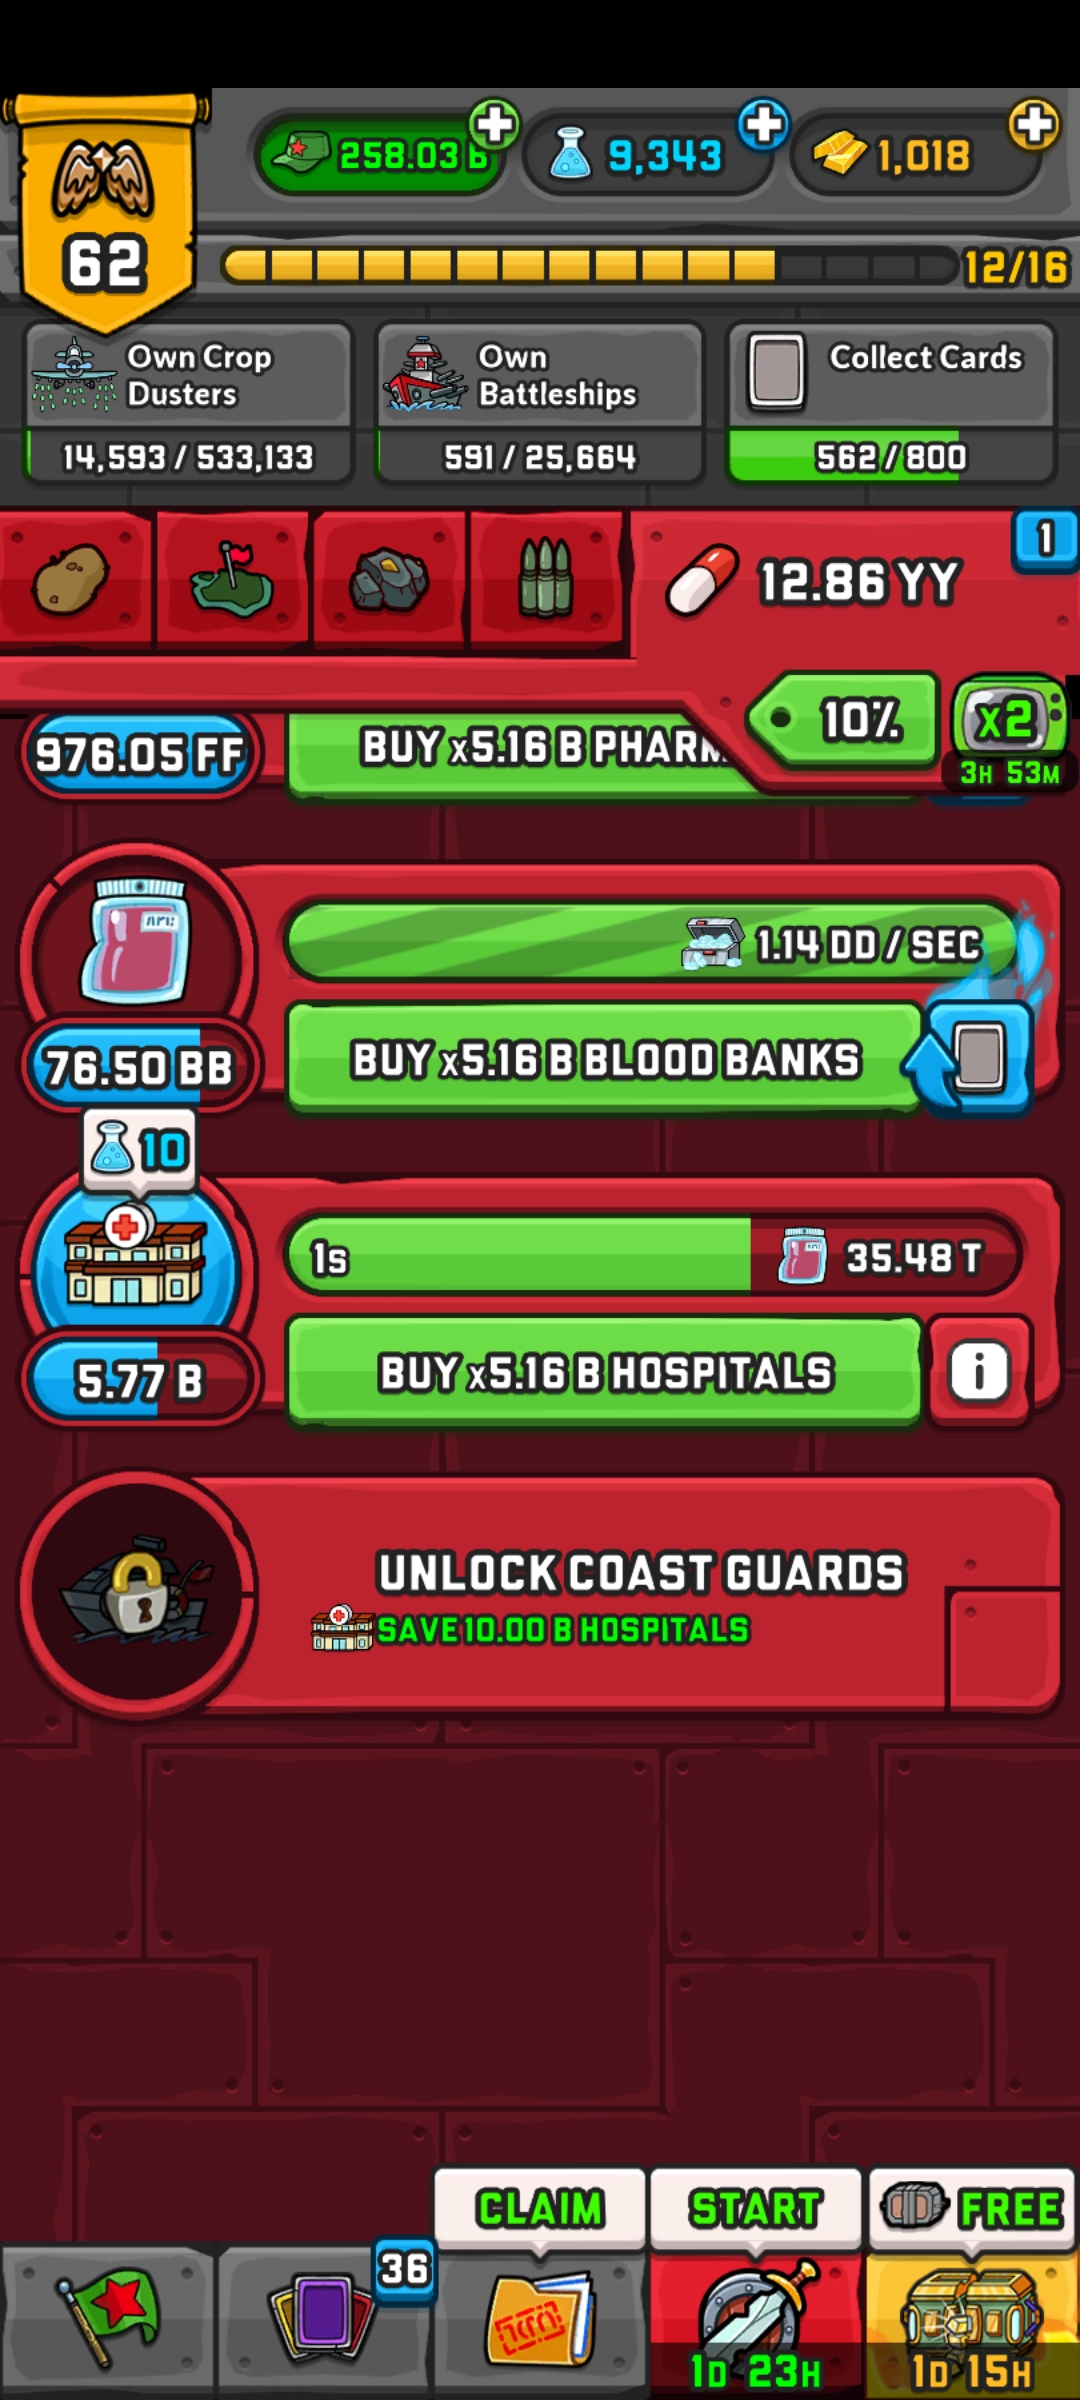 258.03 B
9,343
1,018
62
12/16
Own Crop
Dusters
Own
Battleships
Collect Cards
14,593 / 533,133
591 / 25,664
562 / 800
1
12.86 YY
10%
x2
3H 53M
976.05 FF
BUY x5.16 B PHARM
1.14 DD / SEC
76.50 BB
BUY x5.16 B BLOOD BANKS
10
1s
35.48 T
5.77 B
BUY x5.16 B HOSPITALS
i
UNLOCK COAST GUARDS
SAVE 10.00 B HOSPITALS
CLAIM
START
FREE
36
1D 23H
1D 15H